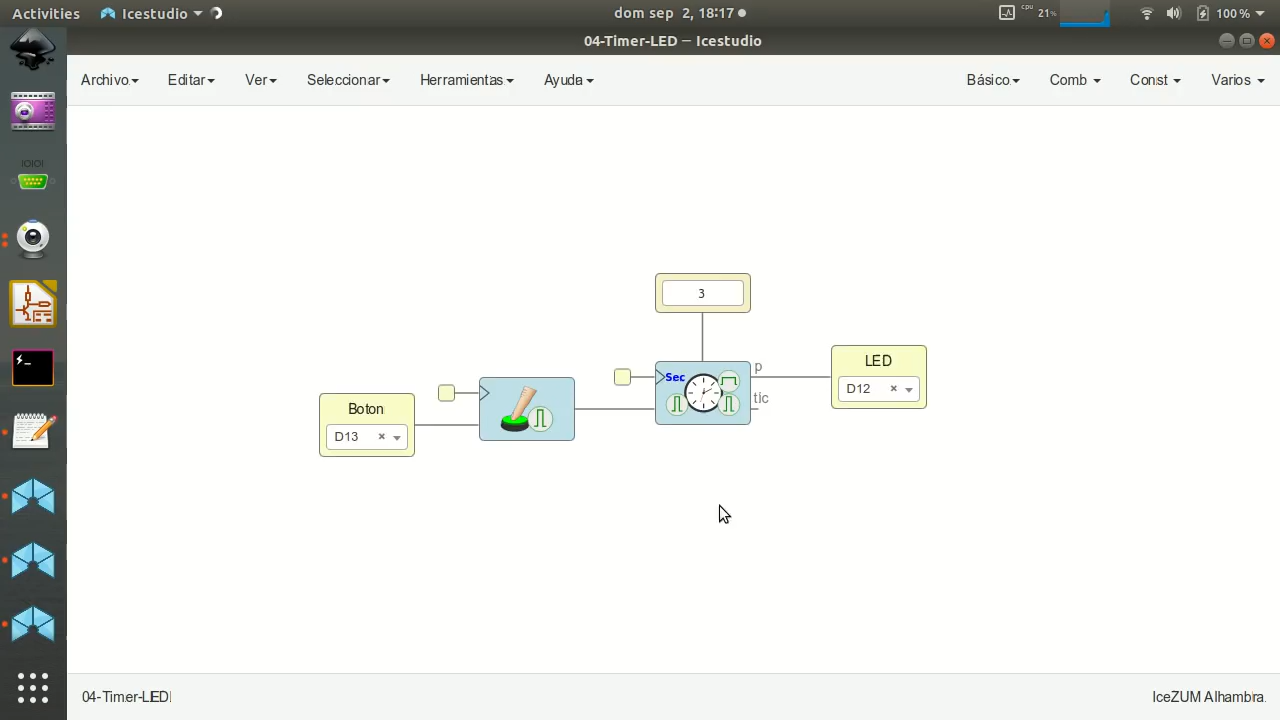 Activities Icestudio dom sep 2, 18:17 cpu 21% 100 %
04-Timer-LED — Icestudio
Archivo Editar Ver Seleccionar Herramientas Ayuda Básico Comb Const Varios
3
Sec
p
tic
LED
D12
Boton
D13
04-Timer-LED
IceZUM Alhambra